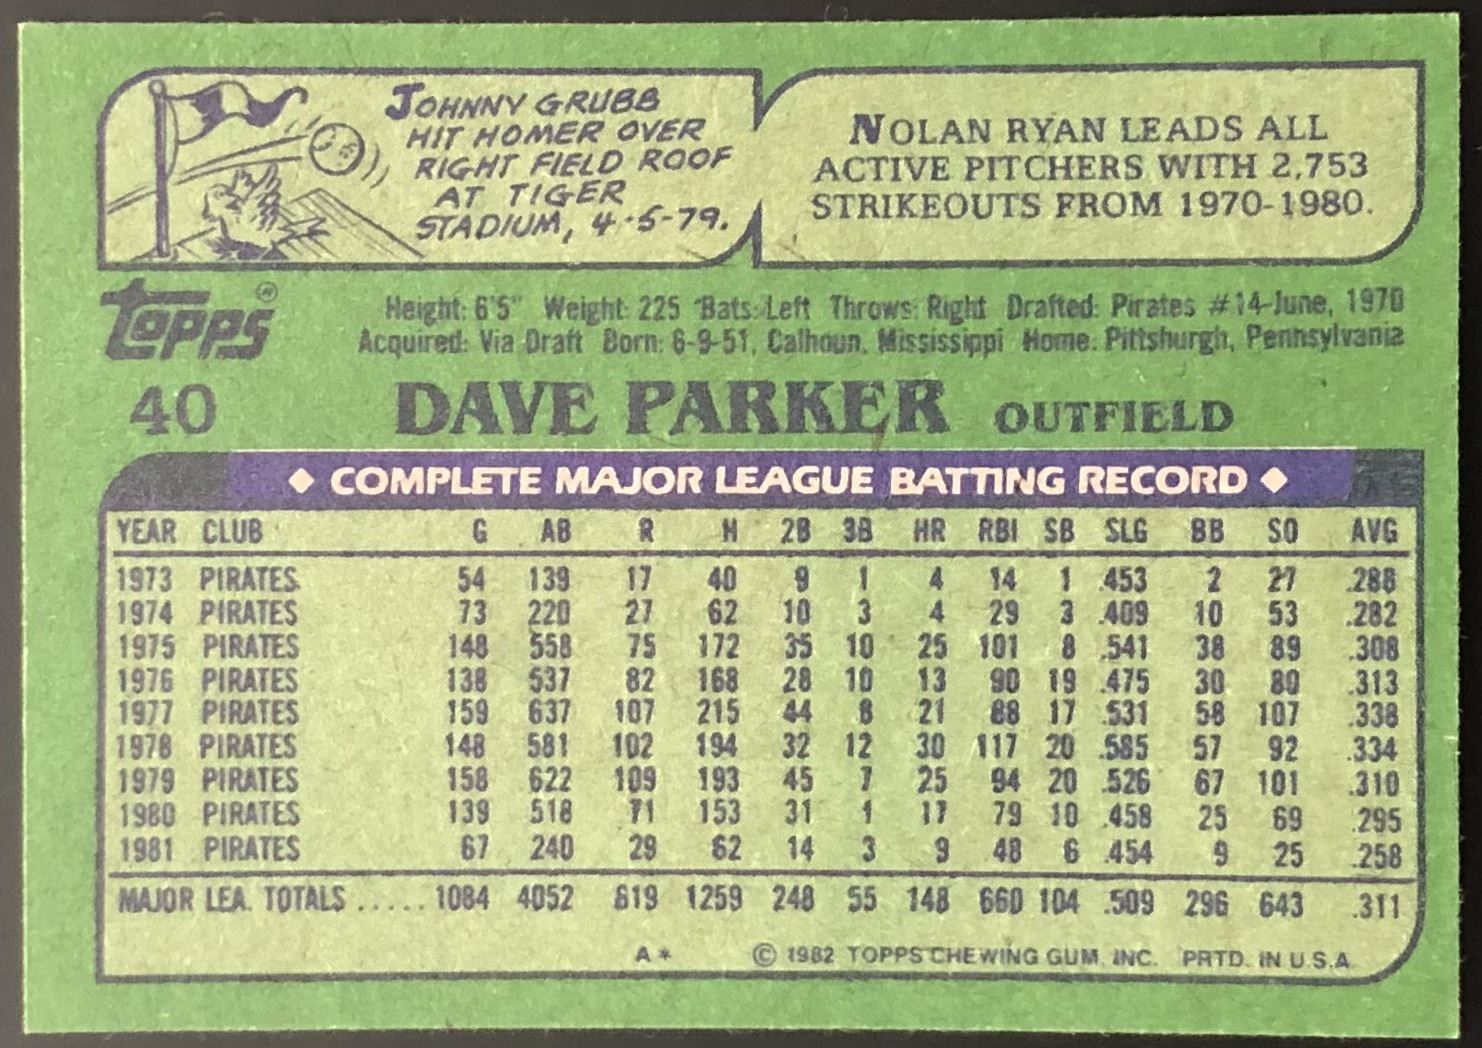 JOHNNY GRUBB
HIT HOMER OVER
RIGHT FIELD ROOF
AT TIGER
STADIUM, 4-5-79.
NOLAN RYAN LEADS ALL
ACTIVE PITCHERS WITH 2,753
STRIKEOUTS FROM 1970-1980.
Topps ®
Height: 6'5" Weight: 225 Bats: Left Throws: Right Drafted: Pirates #14-June, 1970
Acquired: Via Draft Born: 6-9-51, Calhoun, Mississippi Home: Pittsburgh, Pennsylvania
40 DAVE PARKER OUTFIELD
◆ COMPLETE MAJOR LEAGUE BATTING RECORD ◆
YEAR CLUB G AB R H 2B 3B HR RBI SB SLG BB SO AVG
1973 PIRATES 54 139 17 40 9 1 4 14 1 .453 2 27 .288
1974 PIRATES 73 220 27 62 10 3 4 29 3 .409 10 53 .282
1975 PIRATES 148 558 75 172 35 10 25 101 8 .541 38 89 .308
1976 PIRATES 138 537 82 168 28 10 13 90 19 .475 30 80 .313
1977 PIRATES 159 637 107 215 44 8 21 88 17 .531 58 107 .338
1978 PIRATES 148 581 102 194 32 12 30 117 20 .585 57 92 .334
1979 PIRATES 158 622 109 193 45 7 25 94 20 .526 67 101 .310
1980 PIRATES 139 518 71 153 31 1 17 79 10 .458 25 69 .295
1981 PIRATES 67 240 29 62 14 3 9 48 6 .454 9 25 .258
MAJOR LEA. TOTALS ..... 1084 4052 619 1259 248 55 148 660 104 .509 296 643 .311
A* © 1982 TOPPS CHEWING GUM, INC. PRTD. IN U.S.A.